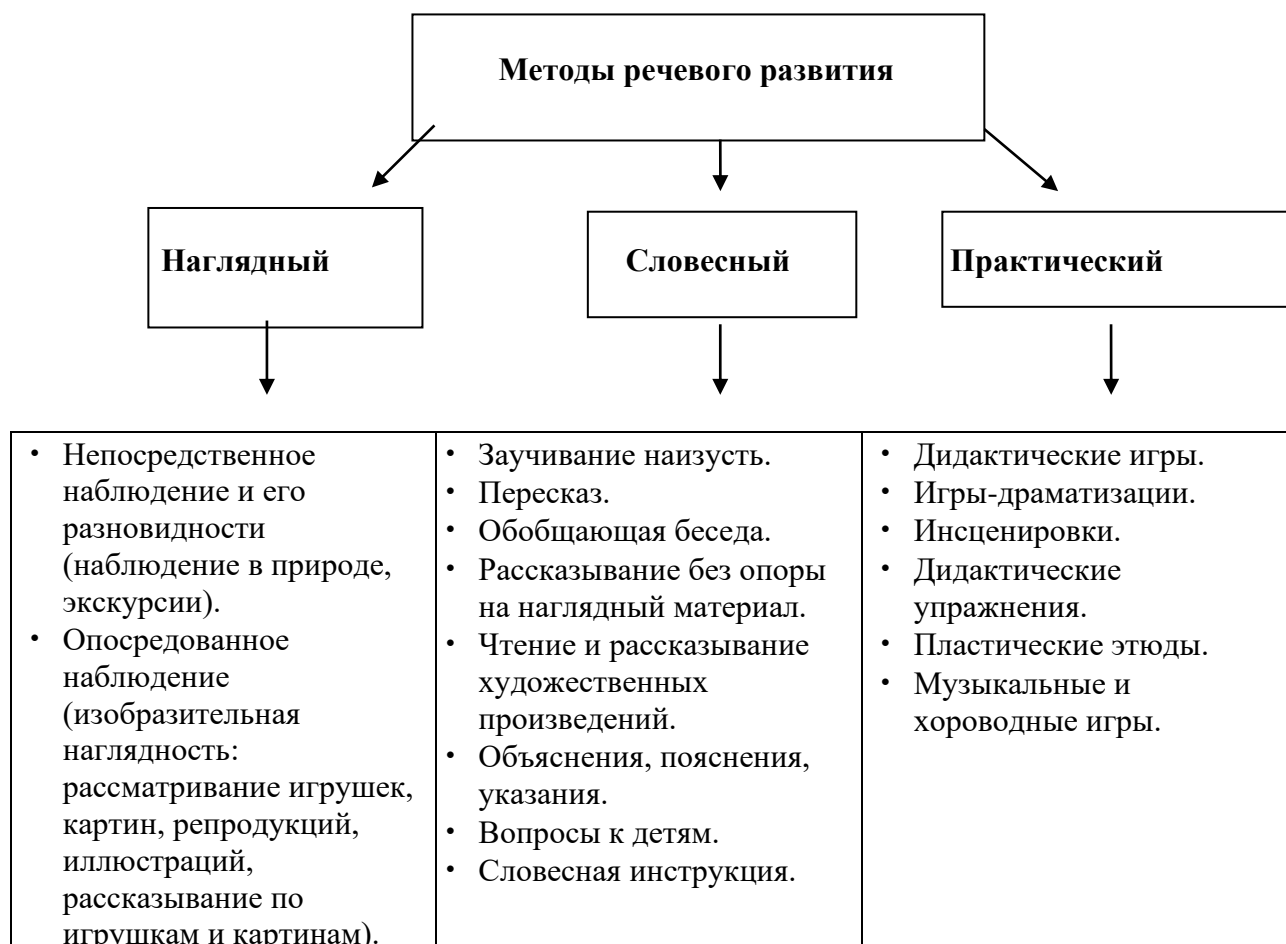 Методы речевого развития
Наглядный
Словесный
Практический
• Непосредственное
наблюдение и его
разновидности
(наблюдение в природе,
экскурсии).
• Опосредованное
наблюдение
(изобразительная
наглядность:
рассматривание игрушек,
картин, репродукций,
иллюстраций,
рассказывание по
игрушкам и картинам).
• Заучивание наизусть.
• Пересказ.
• Обобщающая беседа.
• Рассказывание без опоры
на наглядный материал.
• Чтение и рассказывание
художественных
произведений.
• Объяснения, пояснения,
указания.
• Вопросы к детям.
• Словесная инструкция.
• Дидактические игры.
• Игры-драматизации.
• Инсценировки.
• Дидактические
упражнения.
• Пластические этюды.
• Музыкальные и
хороводные игры.